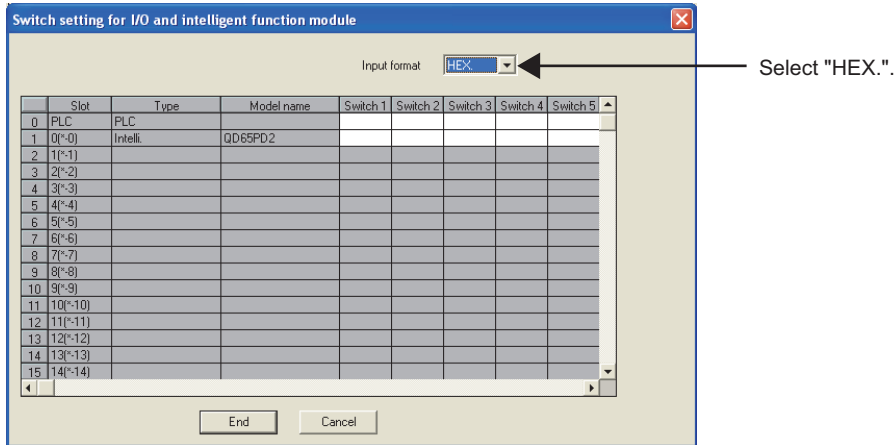 Switch setting for I/O and intelligent function module
Input format HEX.
Select "HEX.".
Slot Type Model name Switch 1 Switch 2 Switch 3 Switch 4 Switch 5
0 PLC PLC
1 0(*-0) Intelli. QD65PD2
2 1(*-1)
3 2(*-2)
4 3(*-3)
5 4(*-4)
6 5(*-5)
7 6(*-6)
8 7(*-7)
9 8(*-8)
10 9(*-9)
11 10(*-10)
12 11(*-11)
13 12(*-12)
14 13(*-13)
15 14(*-14)
End Cancel